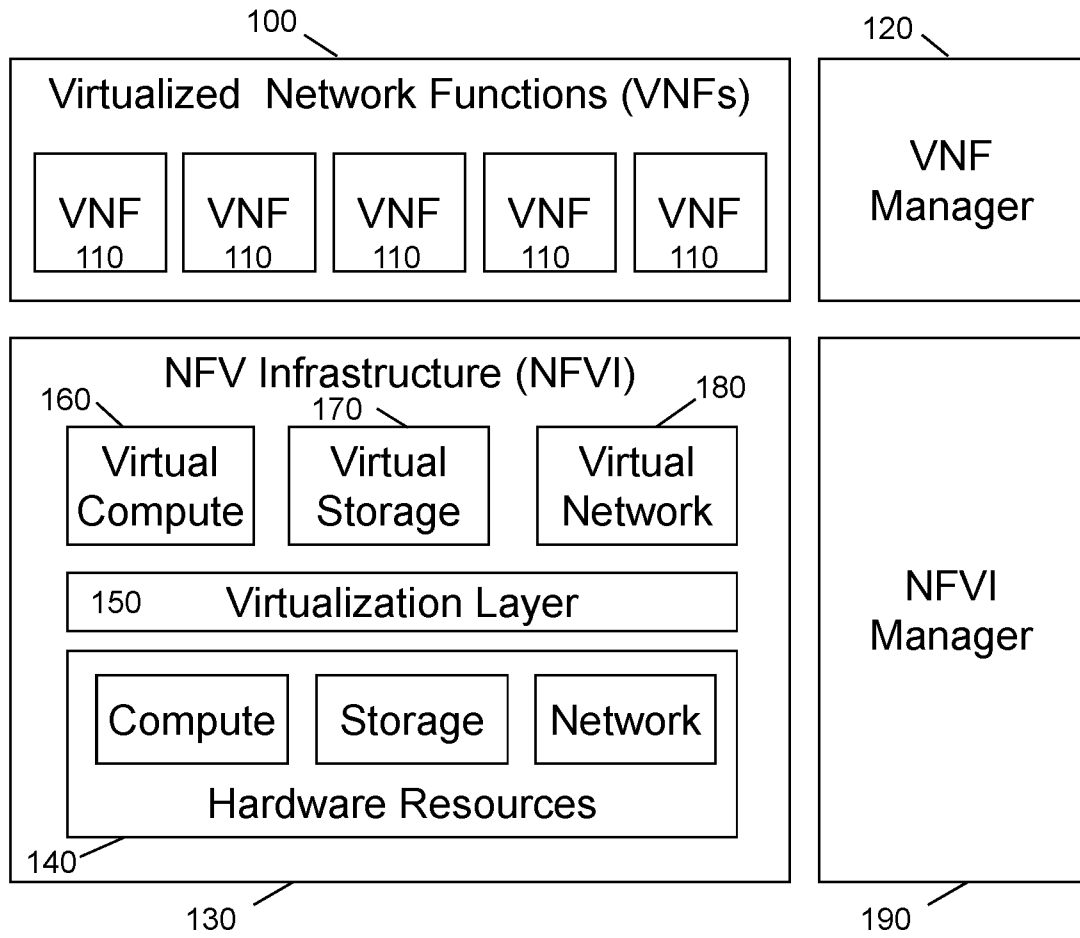 100
120
Virtualized Network Functions (VNFs)
VNF
110
VNF
110
VNF
110
VNF
110
VNF
110
VNF
Manager
NFV Infrastructure (NFVI)
160
170
180
Virtual
Compute
Virtual
Storage
Virtual
Network
150
Virtualization Layer
Compute
Storage
Network
Hardware Resources
140
130
NFVI
Manager
190